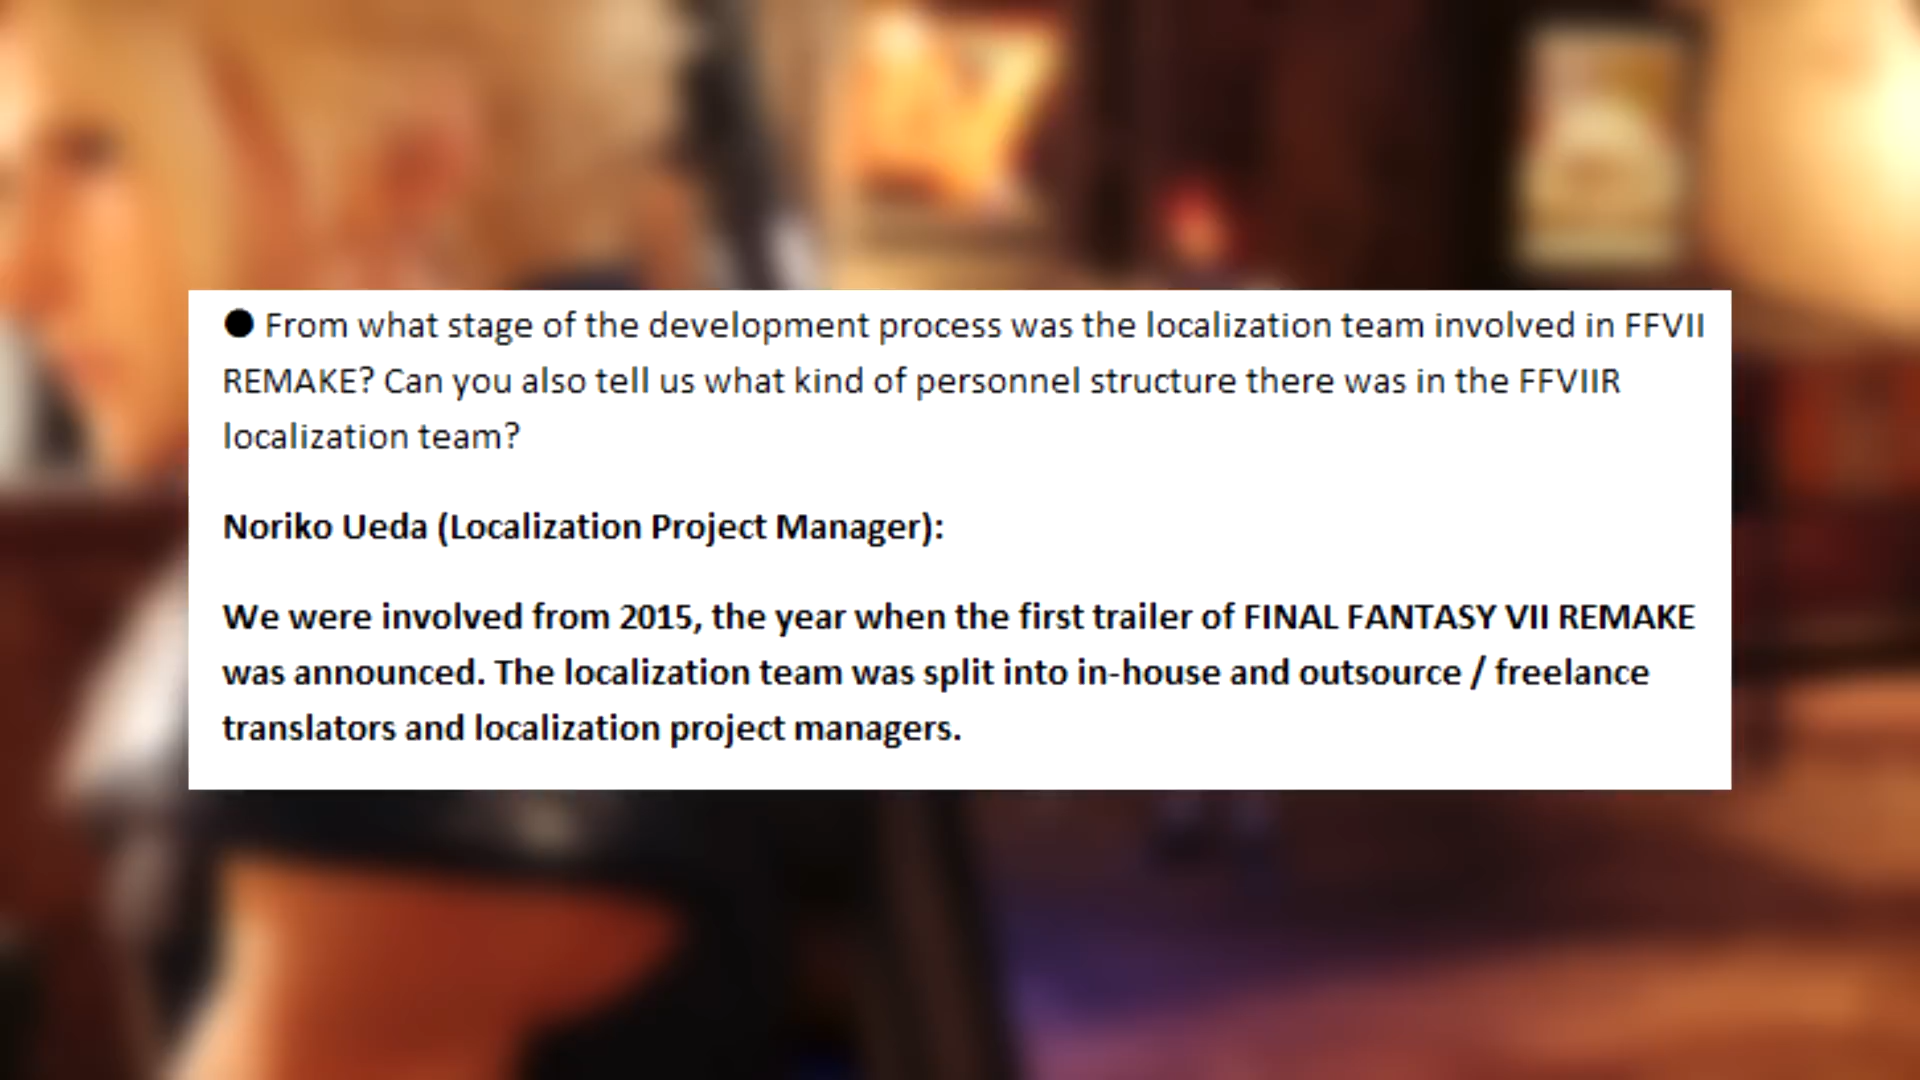 ● From what stage of the development process was the localization team involved in FFVII
REMAKE? Can you also tell us what kind of personnel structure there was in the FFVIIR
localization team?
Noriko Ueda (Localization Project Manager):
We were involved from 2015, the year when the first trailer of FINAL FANTASY VII REMAKE
was announced. The localization team was split into in-house and outsource / freelance
translators and localization project managers.